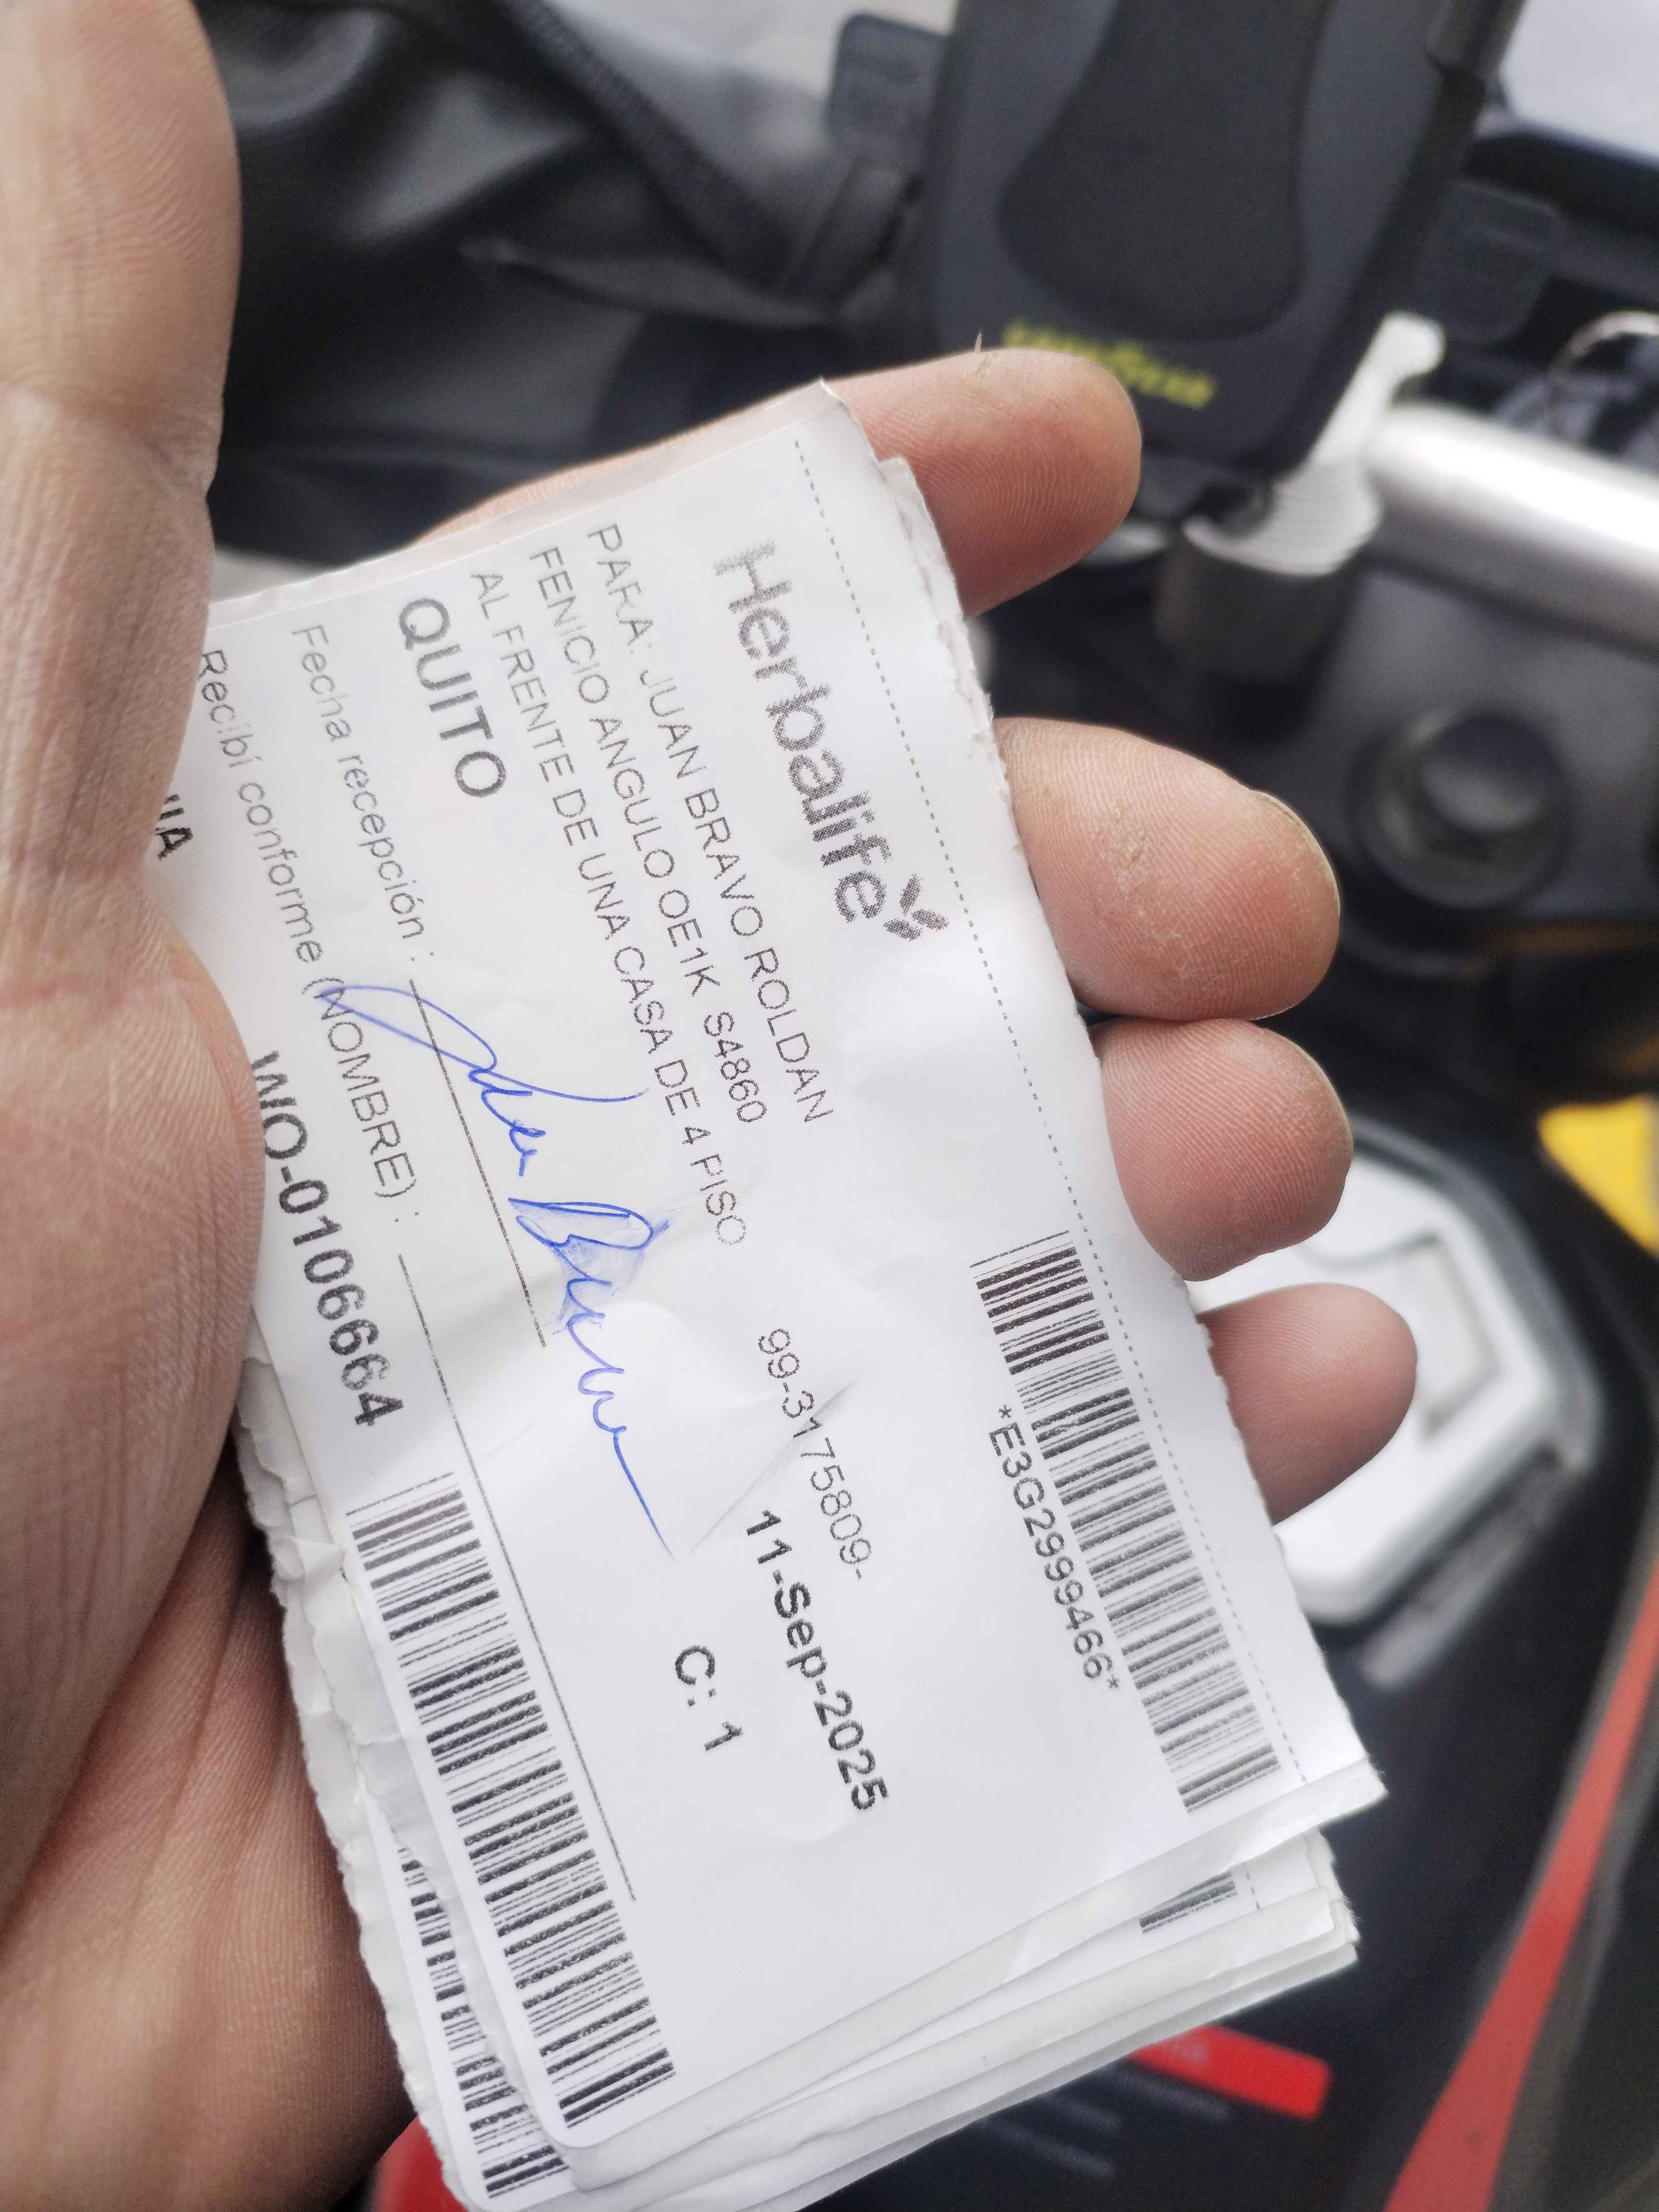 Herbalife
*E3G2999466*
PARA: JUAN BRAVO ROLDAN
99-3175809-
FENICIO ANGULO OE1K S4860
11-Sep-2025
AL FRENTE DE UNA CASA DE 4 PISO
C: 1
QUITO
Fecha recepción :
Recibí conforme (NOMBRE) :
WO-0106664